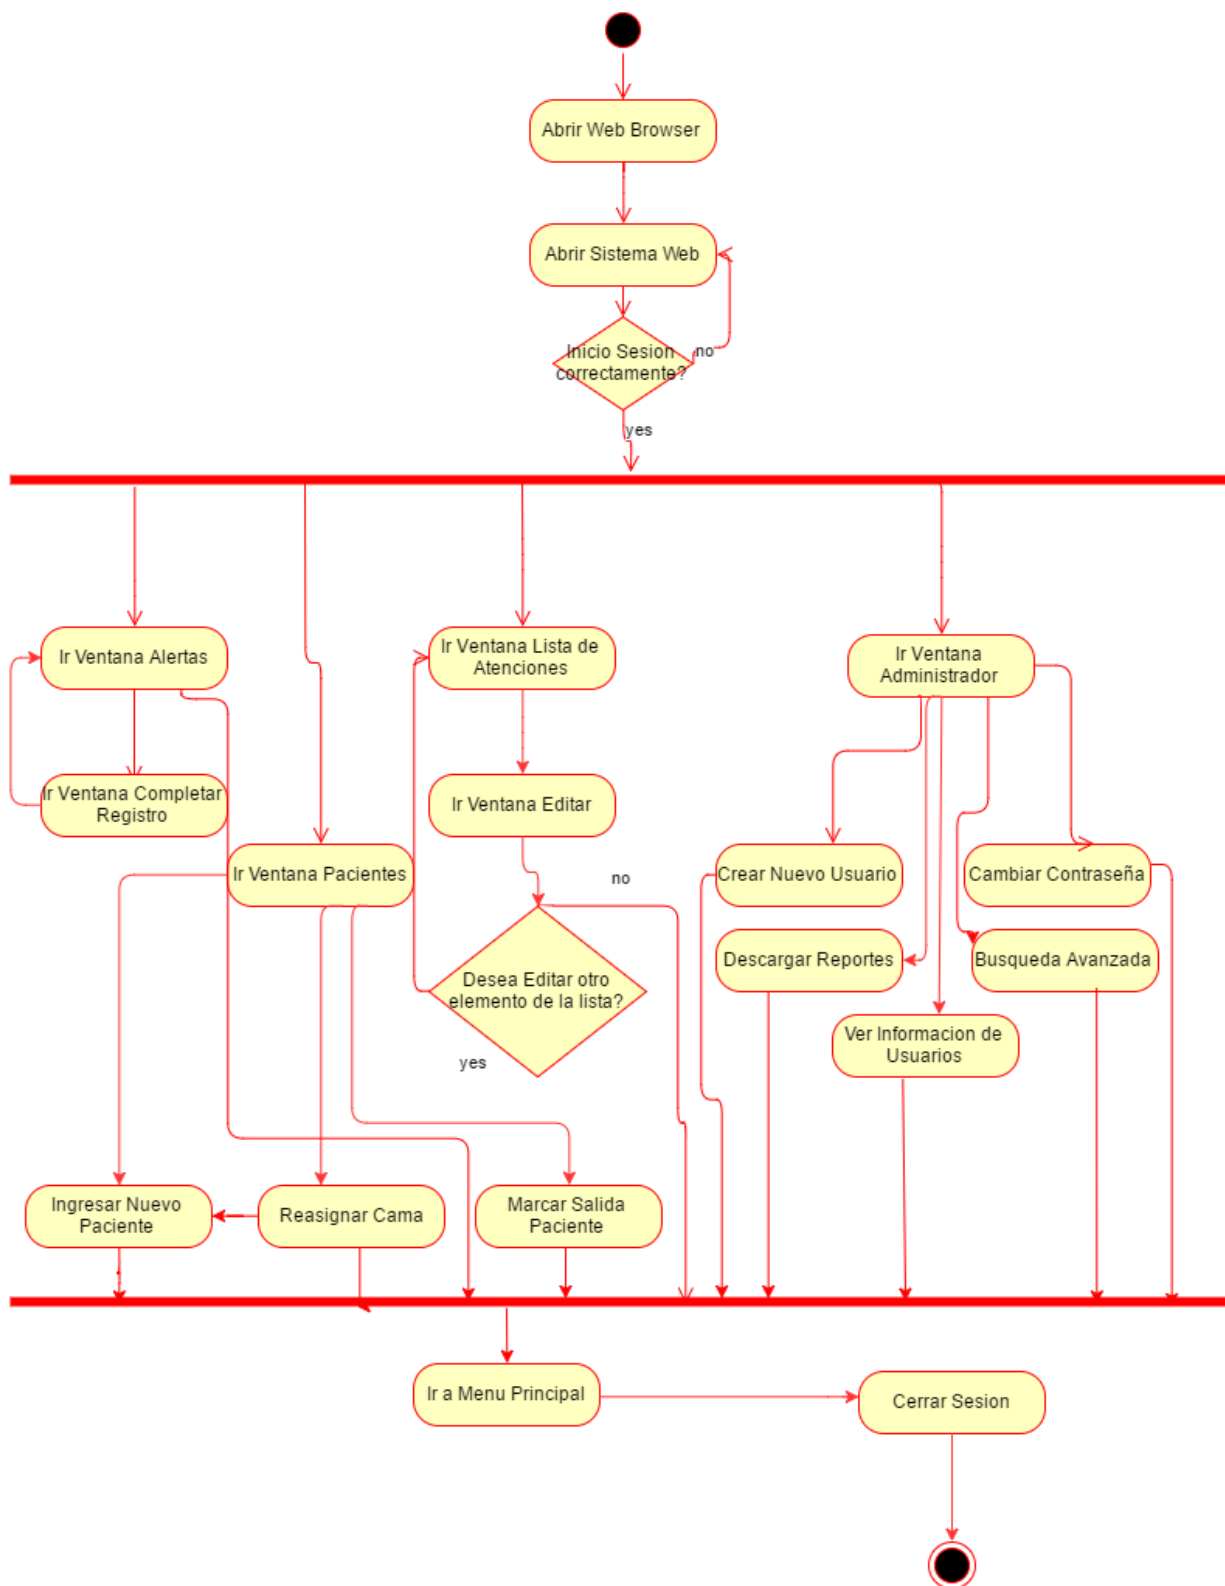 Abrir Web Browser
Abrir Sistema Web
Inicio Sesion
correctamente?
no
yes
Ir Ventana Alertas
Ir Ventana Lista de
Atenciones
Ir Ventana
Administrador
Ir Ventana Completar
Registro
Ir Ventana Editar
Ir Ventana Pacientes
no
Crear Nuevo Usuario
Cambiar Contraseña
Descargar Reportes
Busqueda Avanzada
Desea Editar otro
elemento de la lista?
yes
Ver Informacion de
Usuarios
Ingresar Nuevo
Paciente
Reasignar Cama
Marcar Salida
Paciente
Ir a Menu Principal
Cerrar Sesion